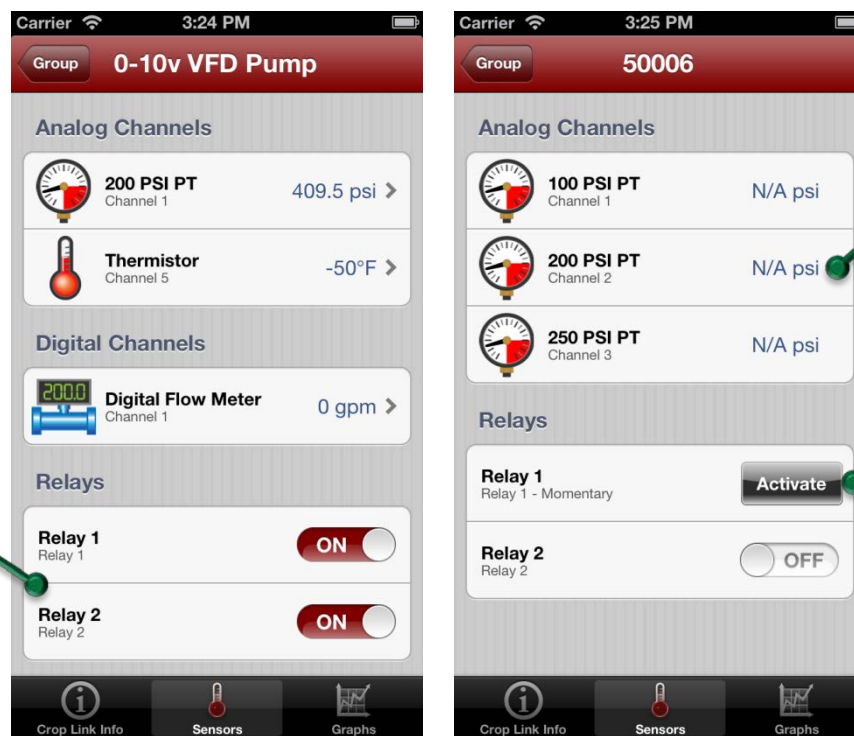 Carrier 3:24 PM
Group 0-10v VFD Pump
Analog Channels
200 PSI PT
Channel 1
409.5 psi
Thermistor
Channel 5
-50°F
Digital Channels
200.0
Digital Flow Meter
Channel 1
0 gpm
Relays
Relay 1
Relay 1
ON
Relay 2
Relay 2
ON
Crop Link Info Sensors Graphs
Carrier 3:25 PM
Group 50006
Analog Channels
100 PSI PT
Channel 1
N/A psi
200 PSI PT
Channel 2
N/A psi
250 PSI PT
Channel 3
N/A psi
Relays
Relay 1
Relay 1 - Momentary
Activate
Relay 2
Relay 2
OFF
Crop Link Info Sensors Graphs